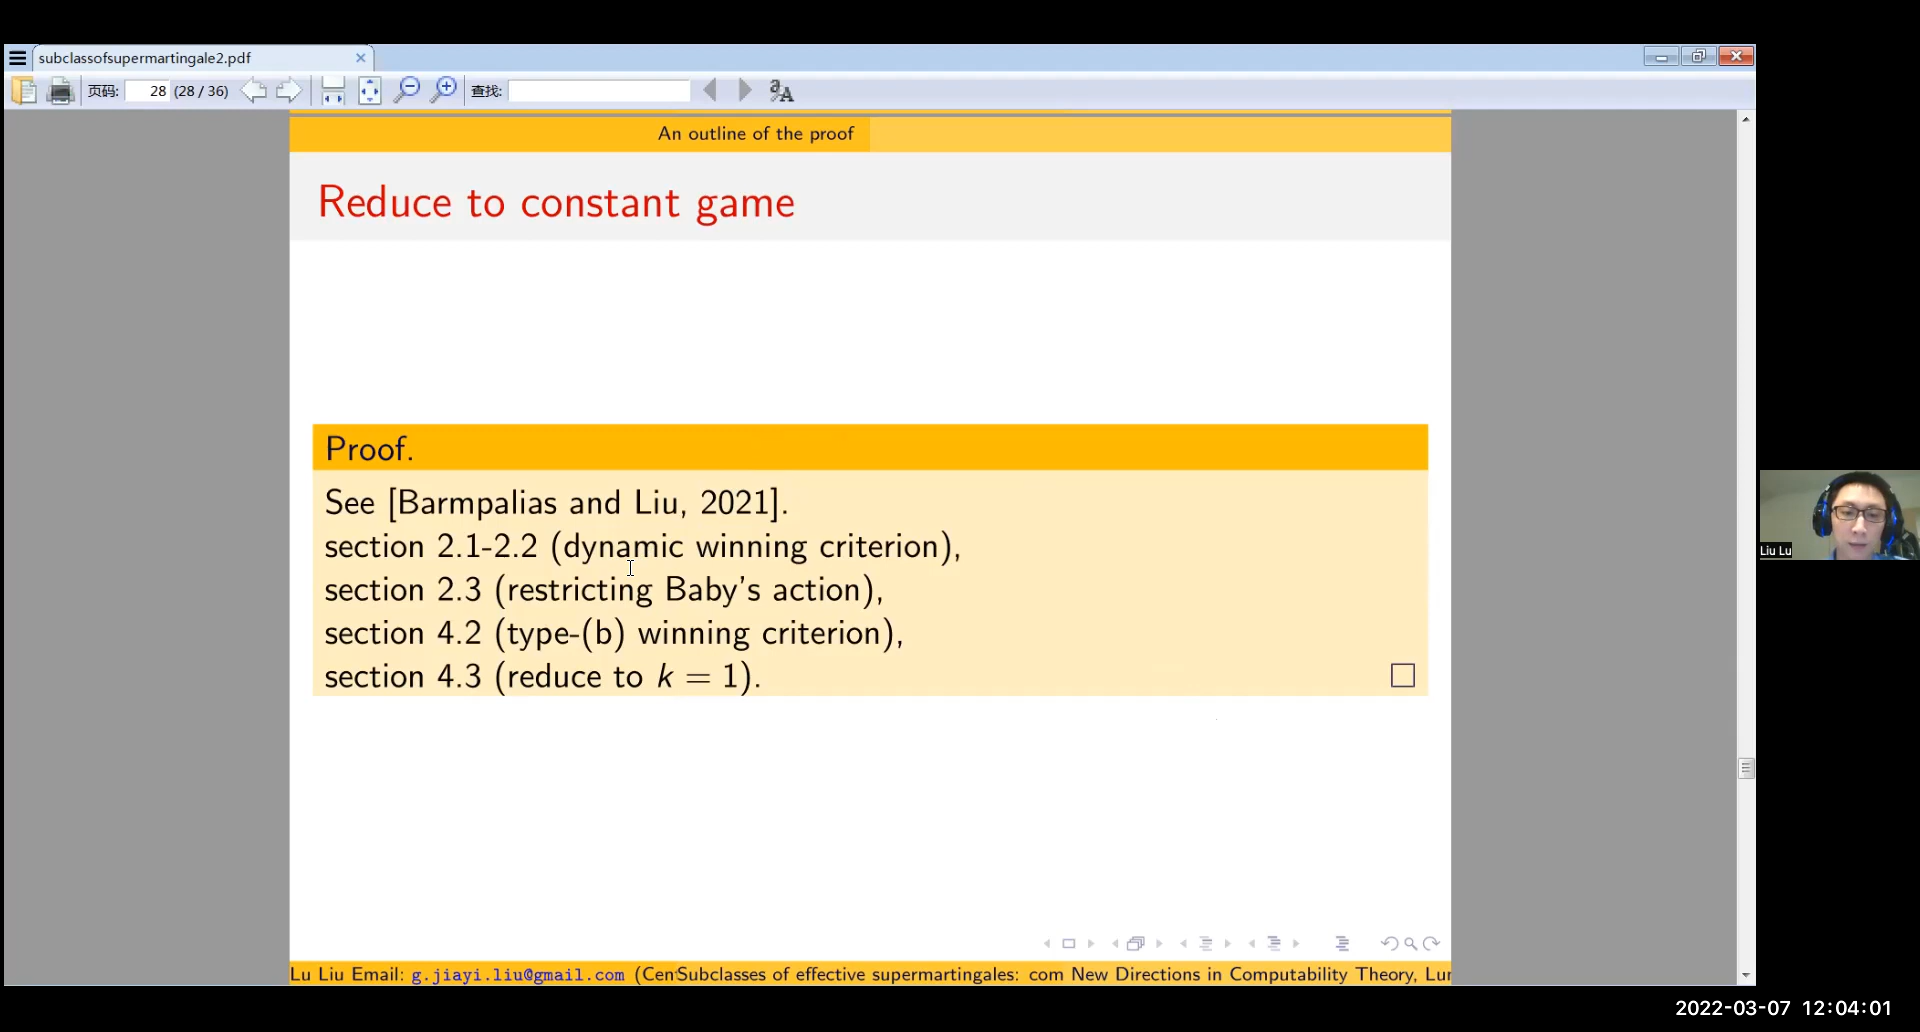 subclassofsupermartingale2.pdf
页码: 28 (28 / 36) 查找:
An outline of the proof
Reduce to constant game
Proof.
See [Barmpalias and Liu, 2021].
section 2.1-2.2 (dynamic winning criterion),
section 2.3 (restricting Baby's action),
section 4.2 (type-(b) winning criterion),
section 4.3 (reduce to k = 1).
Liu Lu
Lu Liu Email: g.jiayi.liu@gmail.com (Cen Subclasses of effective supermartingales: com New Directions in Computability Theory, Lu
2022-03-07 12:04:01